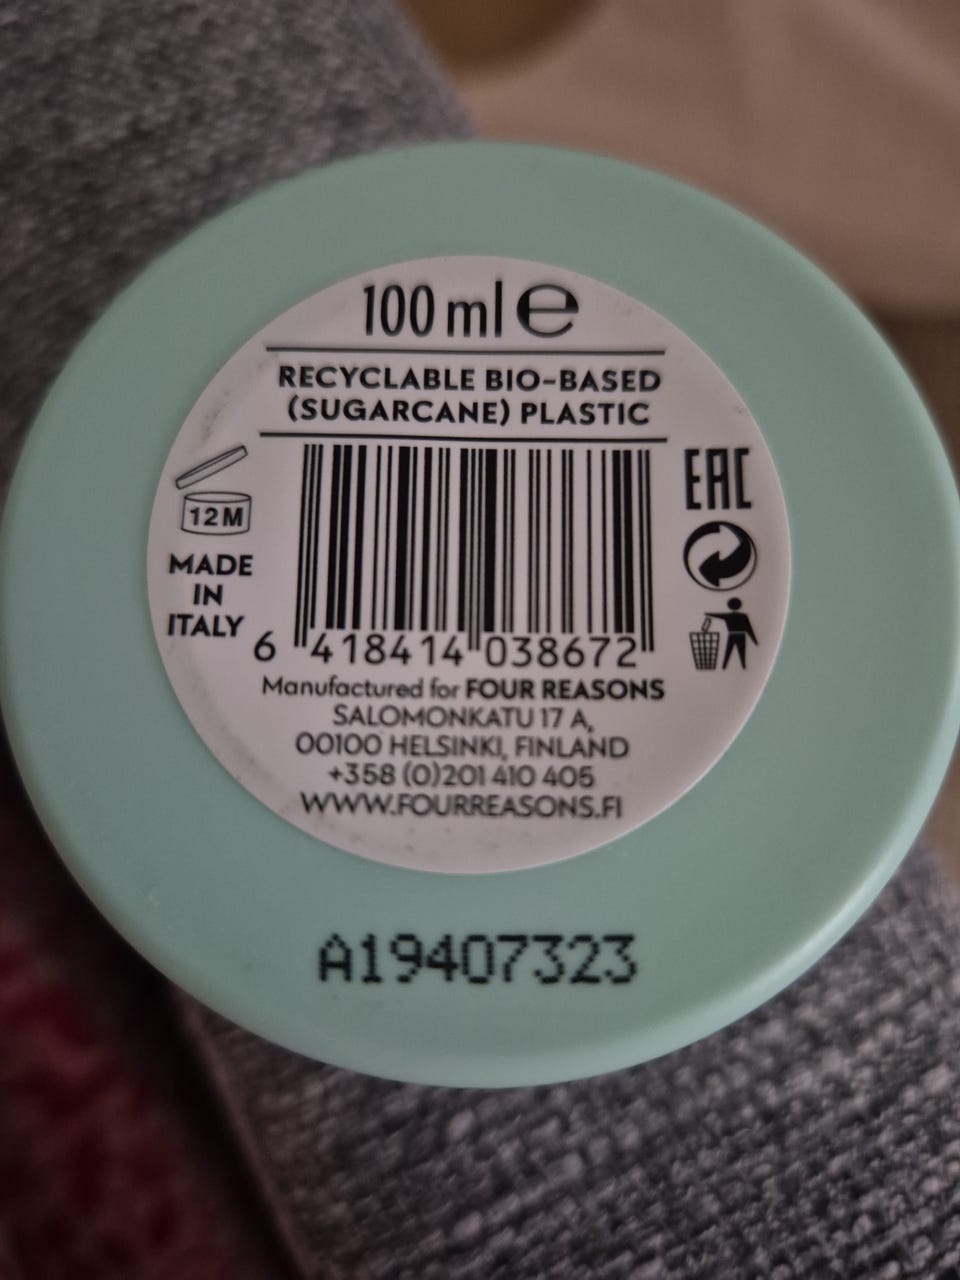 100 ml e
RECYCLABLE BIO-BASED
(SUGARCANE) PLASTIC
12M
MADE
IN
ITALY
EAC
6 418414 038672
Manufactured for FOUR REASONS
SALOMONKATU 17 A,
00100 HELSINKI, FINLAND
+358 (0)201 410 405
WWW.FOURREASONS.FI
A19407323